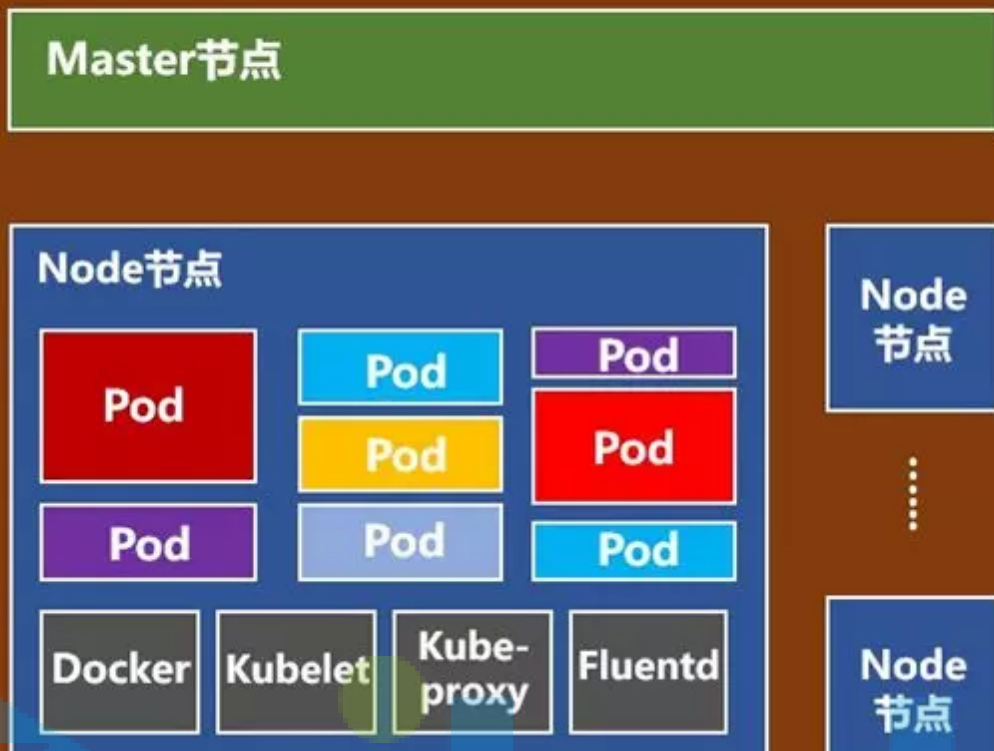 Master节点
Node节点
Pod
Pod
Pod
Pod
Pod
Pod
Pod
Pod
Docker
Kubelet
Kube-
proxy
Fluentd
Node
节点
Node
节点